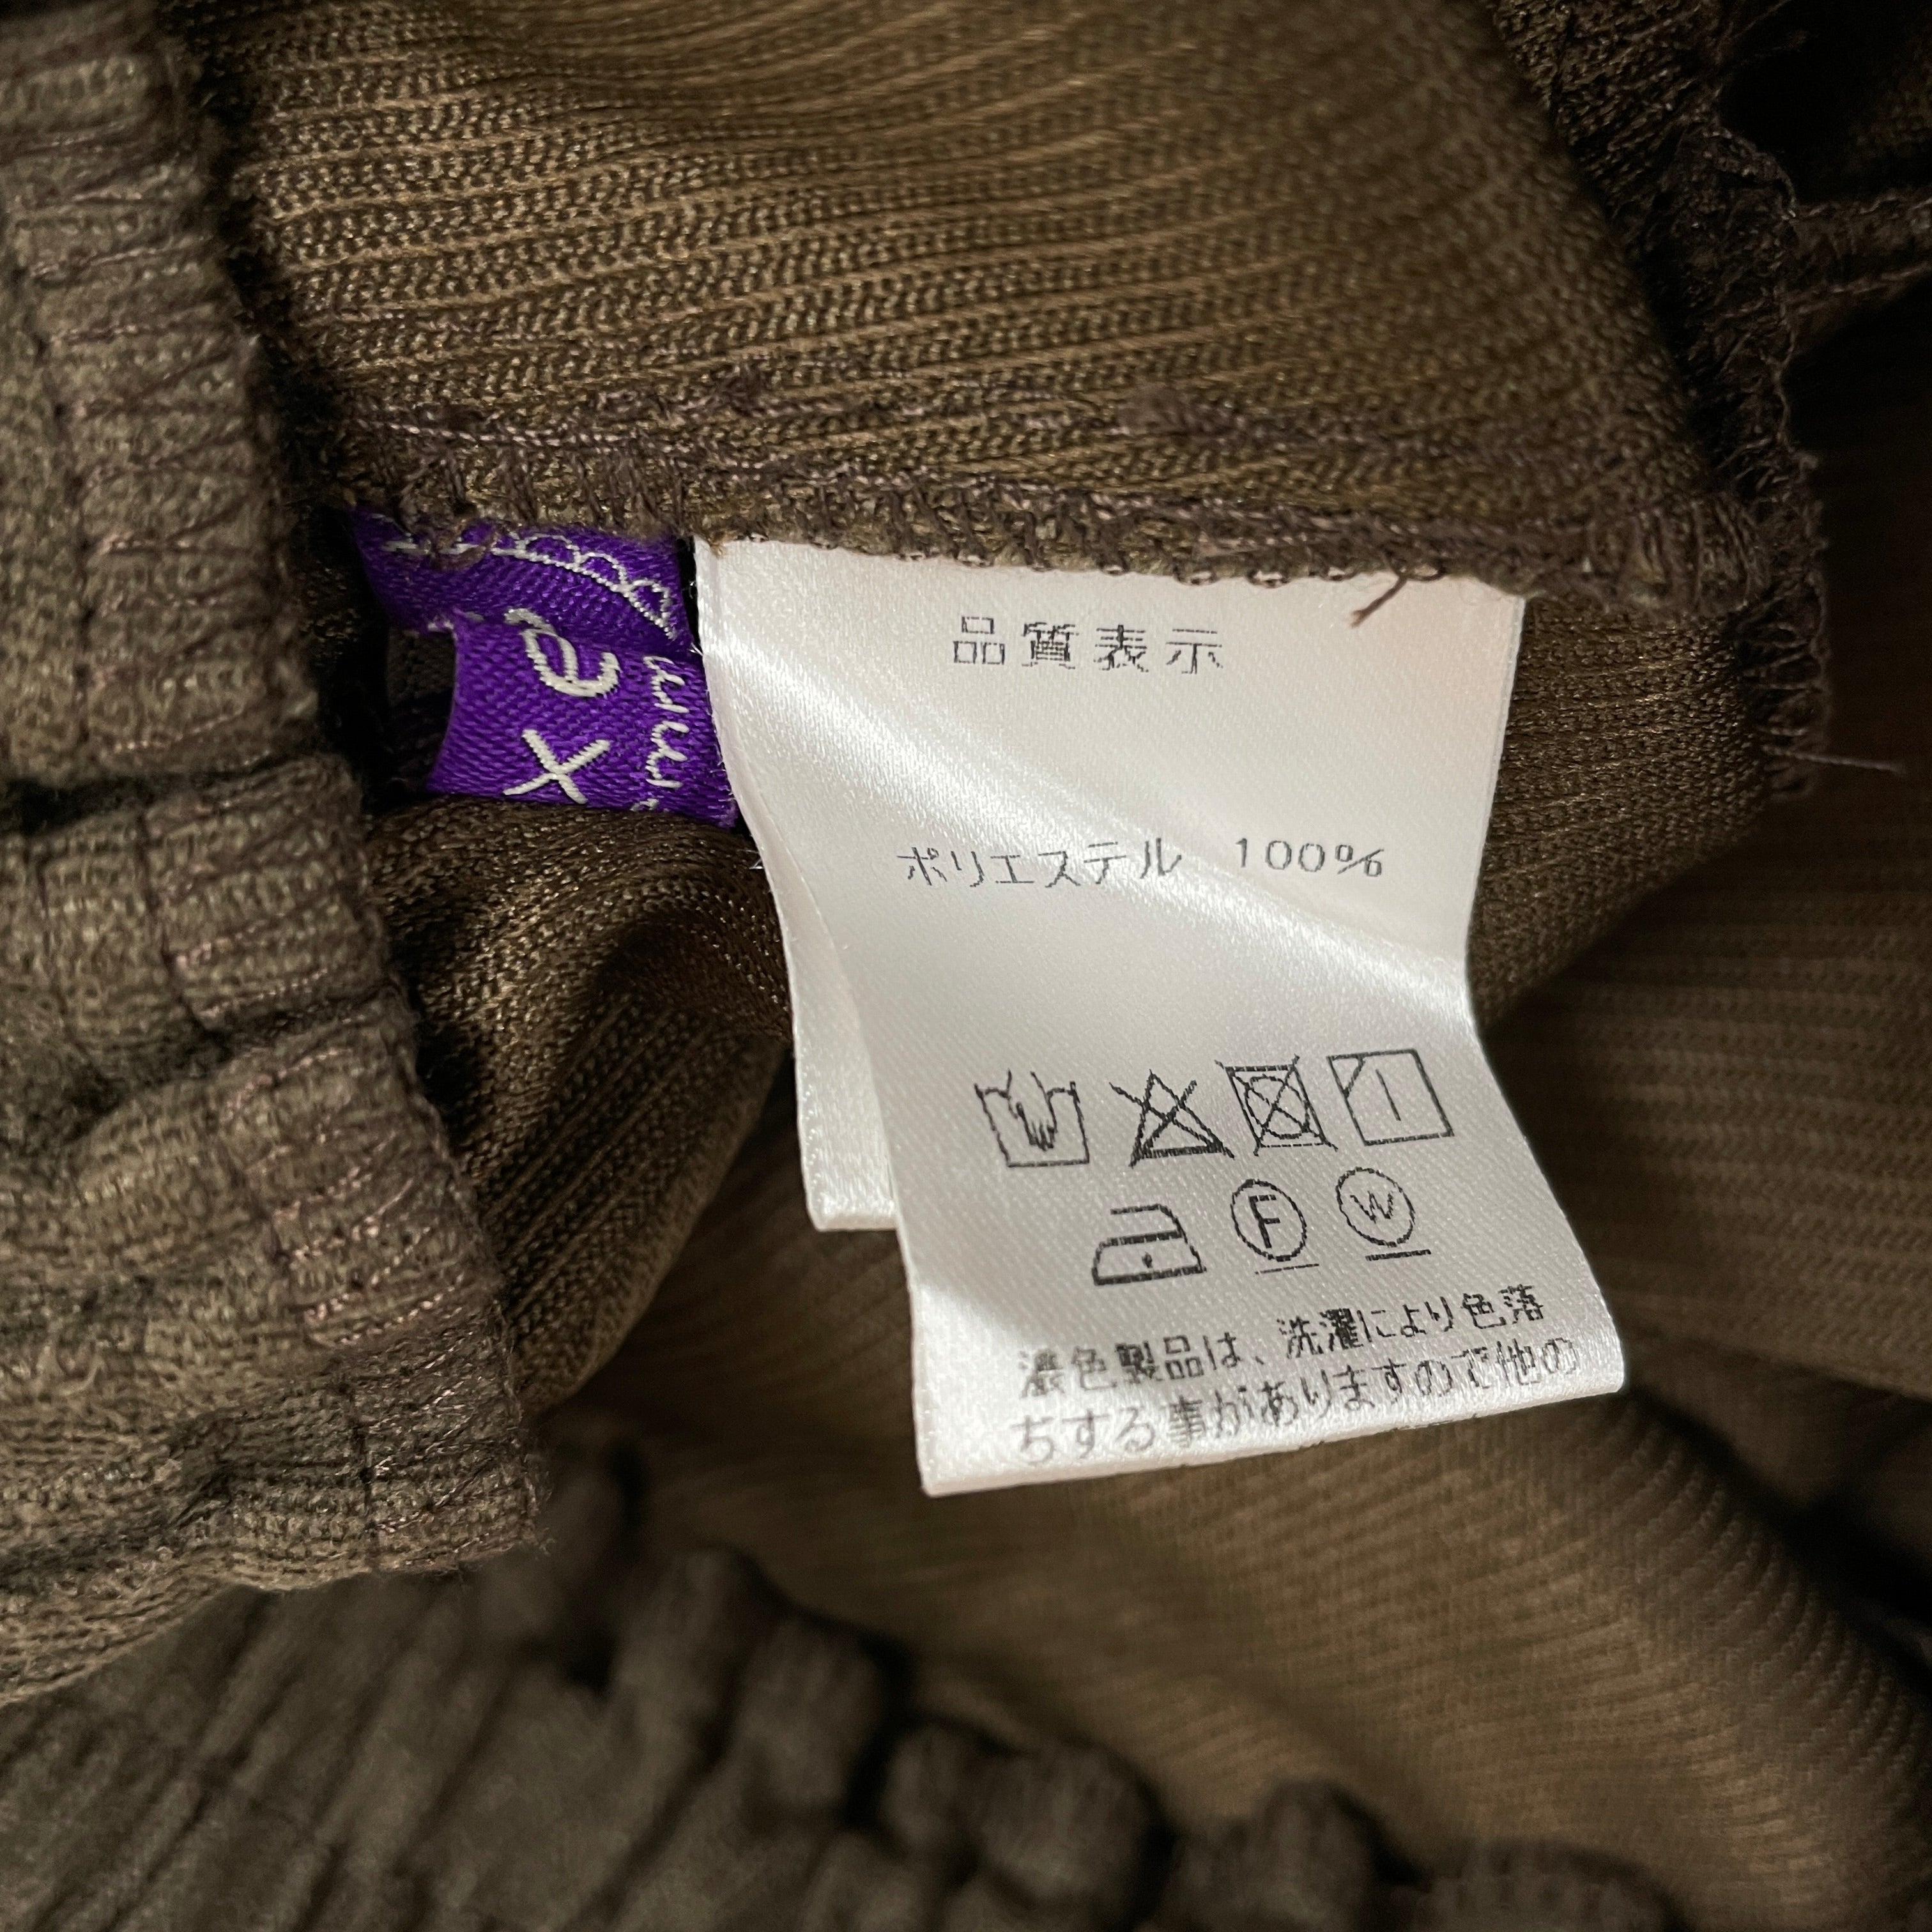 品質表示
ポリエステル 100%
F W
濃色製品は、洗濯により色落
ちする事がありますので他の
e
x